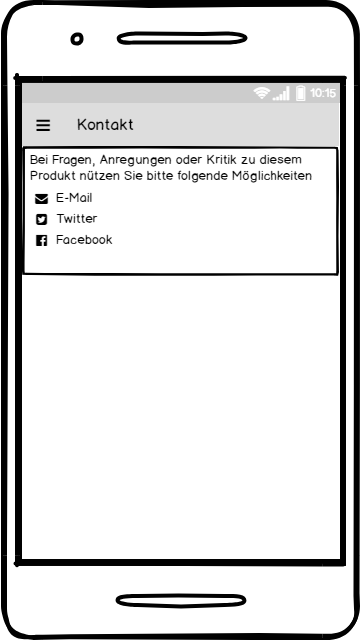 10:15
Kontakt
Bei Fragen, Anregungen oder Kritik zu diesem
Produkt nützen Sie bitte folgende Möglichkeiten
E-Mail
Twitter
Facebook